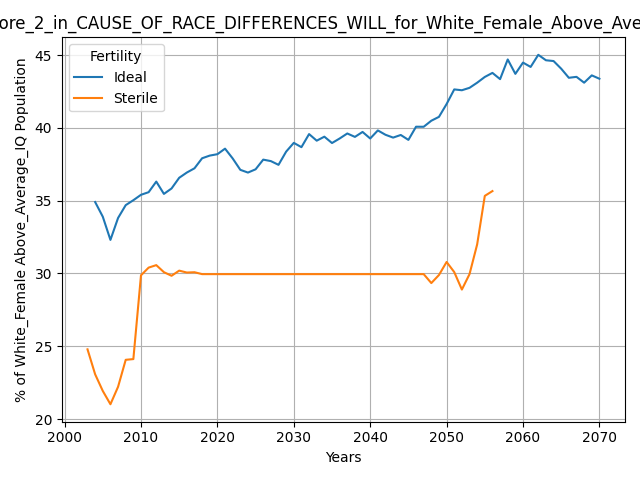 ore_2_in_CAUSE_OF_RACE_DIFFERENCES_WILL_for_White_Female_Above_Ave
% of White_Female Above_Average_IQ Population
Fertility
Ideal
Sterile
45
40
35
30
25
20
2000 2010 2020 2030 2040 2050 2060 2070
Years